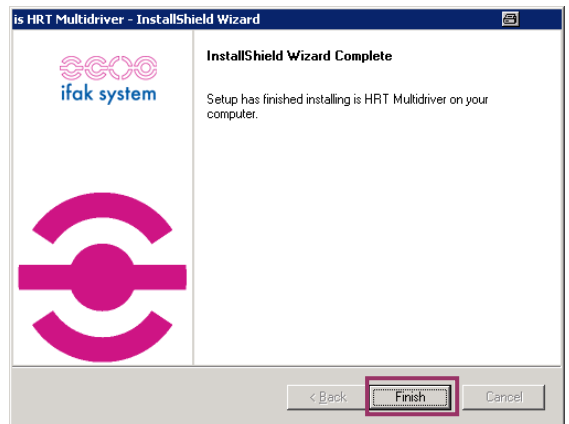 is HRT Multidriver - InstallShield Wizard
ifak system
InstallShield Wizard Complete
Setup has finished installing is HRT Multidriver on your
computer.
< Back
Finish
Cancel